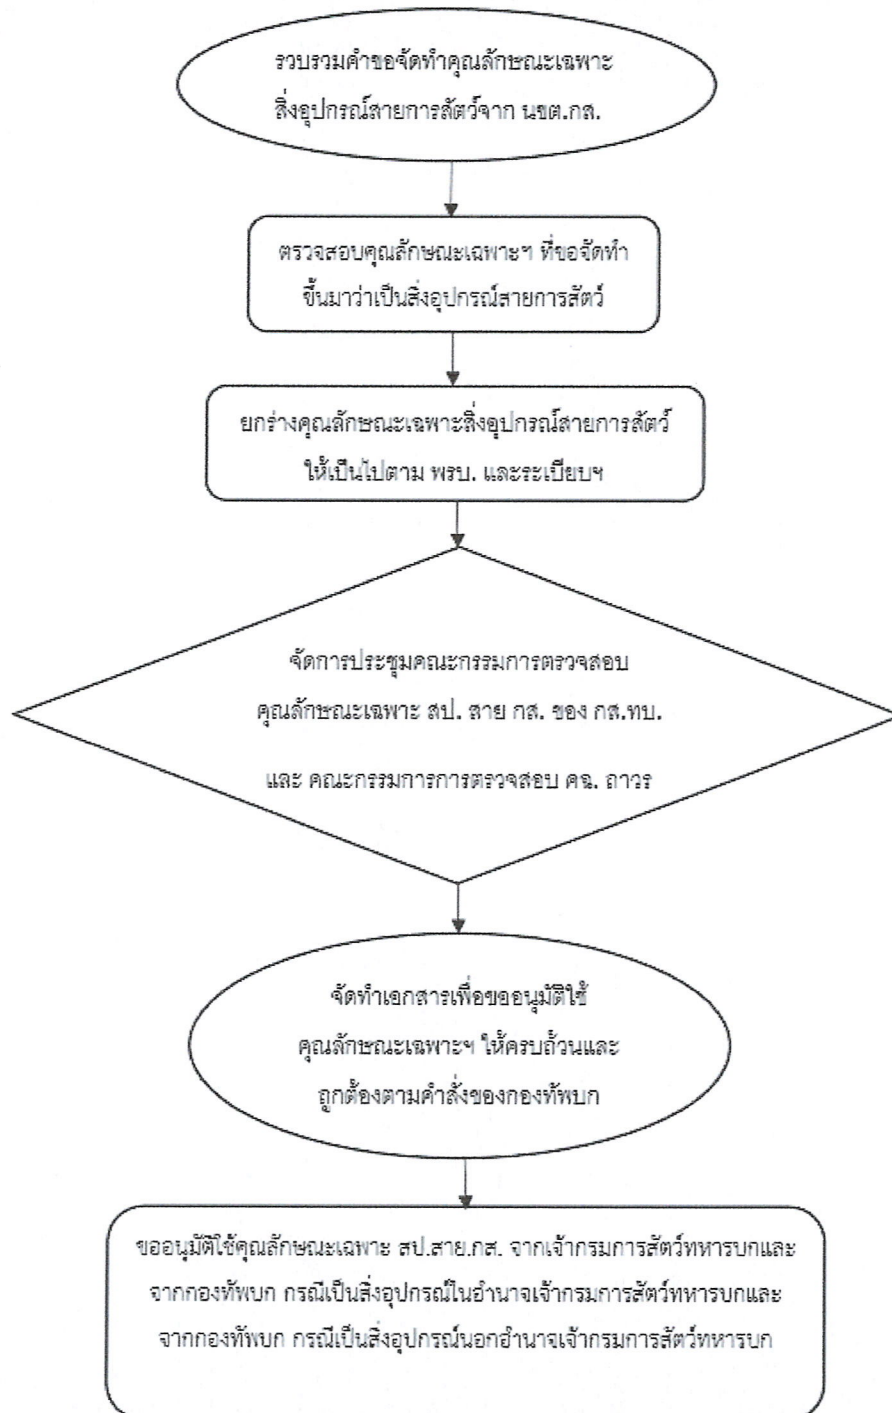 รวบรวมคำขอจัดทำคุณลักษณะเฉพาะ
สิ่งอุปกรณ์สายการสัตว์จาก นขต.กส.
ตรวจสอบคุณลักษณะเฉพาะฯ ที่ขอจัดทำ
ขึ้นมาว่าเป็นสิ่งอุปกรณ์สายการสัตว์
ยกร่างคุณลักษณะเฉพาะสิ่งอุปกรณ์สายการสัตว์
ให้เป็นไปตาม พรบ. และระเบียบฯ
จัดการประชุมคณะกรรมการตรวจสอบ
คุณลักษณะเฉพาะ สป. สาย กส. ของ กส.ทบ.
และ คณะกรรมการการตรวจสอบ คฉ. ถาวร
จัดทำเอกสารเพื่อขออนุมัติใช้
คุณลักษณะเฉพาะฯ ให้ครบถ้วนและ
ถูกต้องตามคำสั่งของกองทัพบก
ขออนุมัติใช้คุณลักษณะเฉพาะ สป.สาย.กส. จากเจ้ากรมการสัตว์ทหารบกและ
จากกองทัพบก กรณีเป็นสิ่งอุปกรณ์ในอำนาจเจ้ากรมการสัตว์ทหารบกและ
จากกองทัพบก กรณีเป็นสิ่งอุปกรณ์นอกอำนาจเจ้ากรมการสัตว์ทหารบก